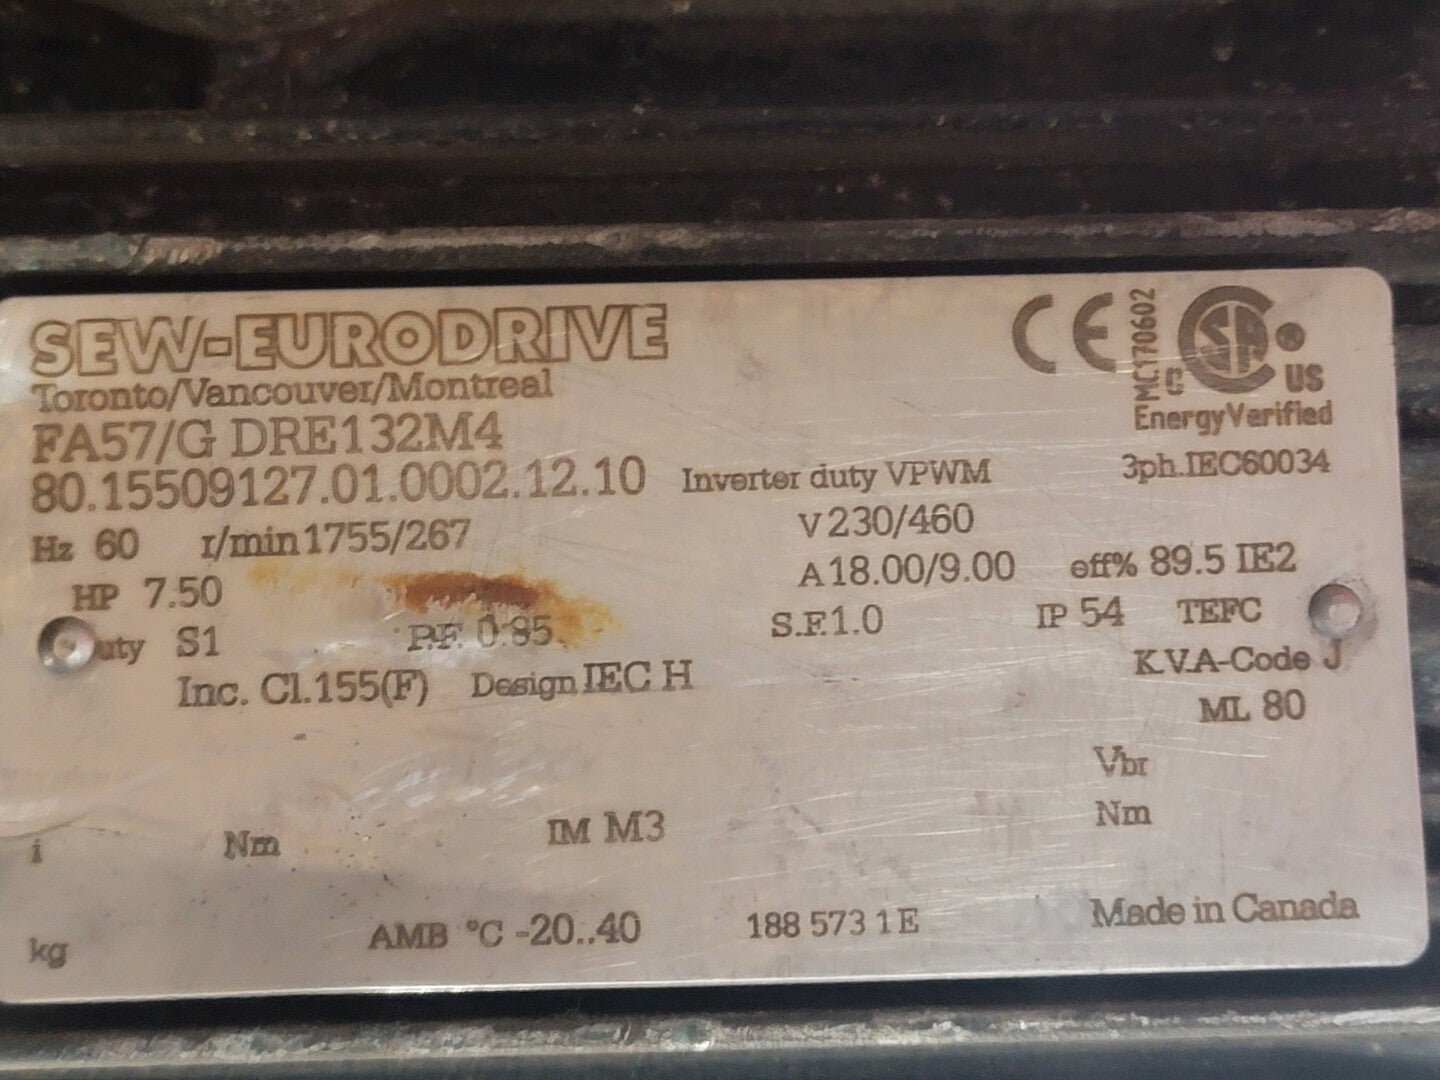 SEW-EURODRIVE
Toronto/Vancouver/Montreal
CE
MC170602
C SA ® US
EnergyVerified
FA57/G DRE132M4
80.15509127.01.0002.12.10 Inverter duty VPWM 3ph.IEC60034
Hz 60 r/min 1755/267 V 230/460
HP 7.50 A 18.00/9.00 eff% 89.5 IE2
Duty S1 P.F. 0.85 S.F.1.0 IP 54 TEFC
Inc. Cl.155(F) Design IEC H K.V.A-Code J
ML 80
Vbr
i Nm IM M3 Nm
kg AMB °C -20..40 188 573 1 E Made in Canada